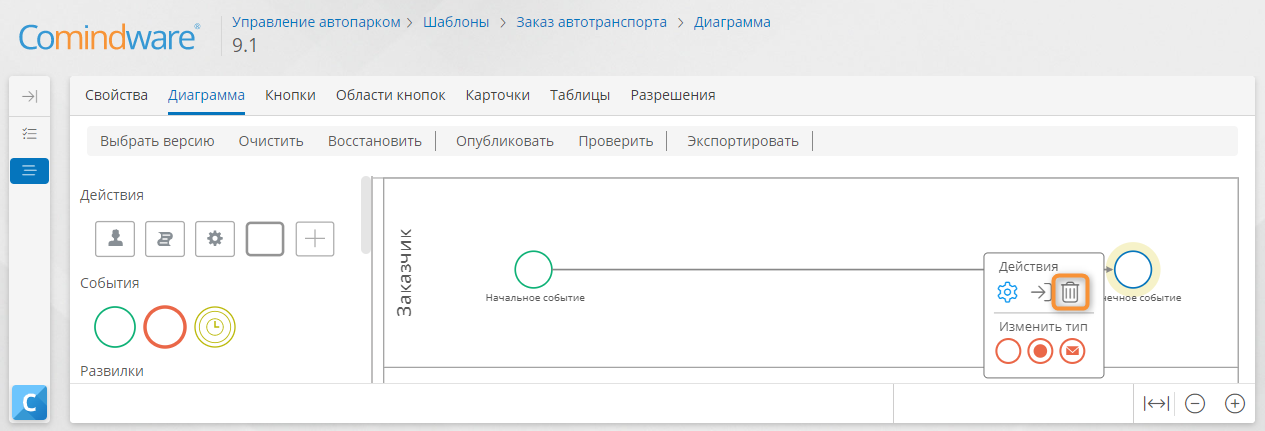 Comindware®
Управление автопарком > Шаблоны > Заказ автотранспорта > Диаграмма
9.1
Свойства Диаграмма Кнопки Области кнопок Карточки Таблицы Разрешения
Выбрать версию Очистить Восстановить Опубликовать Проверить Экспортировать
Действия
События
Развилки
Заказчик
Начальное событие
Действия
нечное событие
Изменить тип
C